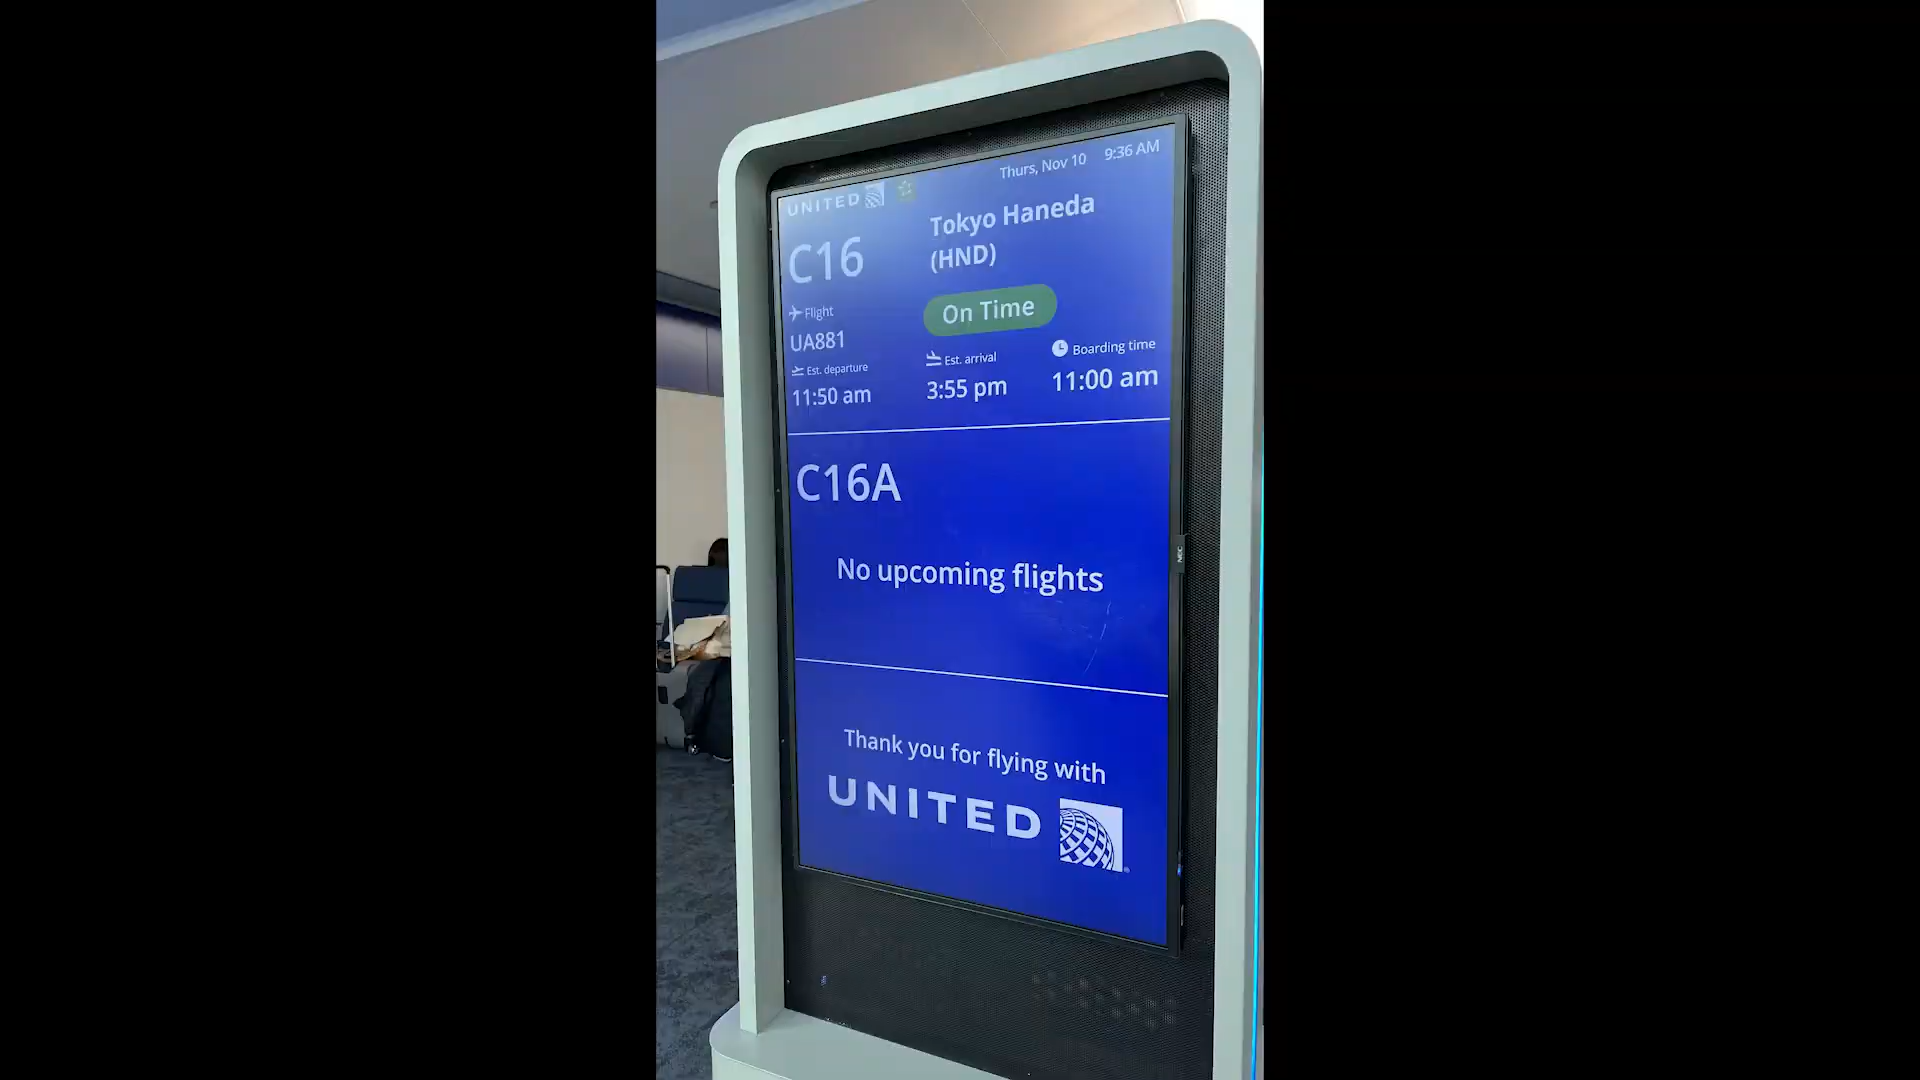 Thurs, Nov 10 9:36 AM
UNITED
C16
Tokyo Haneda
(HND)
On Time
Flight
UA881
Est. departure
11:50 am
Est. arrival
3:55 pm
Boarding time
11:00 am
C16A
No upcoming flights
Thank you for flying with
UNITED
NEC